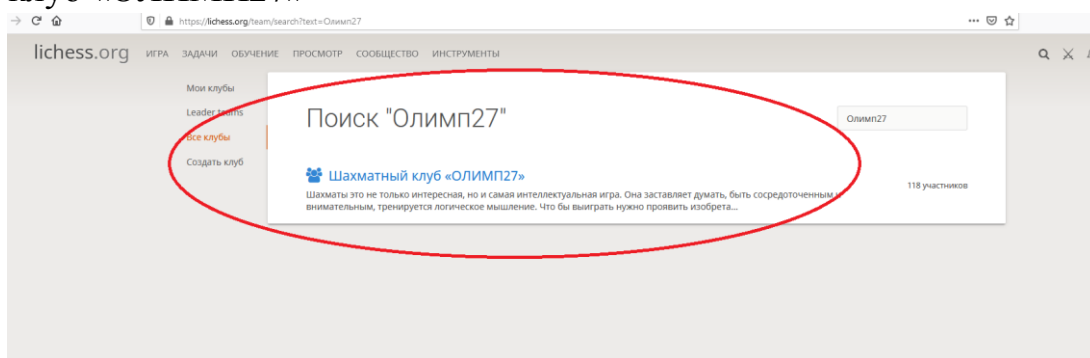 https://lichess.org/team/search?text=Олимп27
lichess.org ИГРА ЗАДАЧИ ОБУЧЕНИЕ ПРОСМОТР СООБЩЕСТВО ИНСТРУМЕНТЫ
Мои клубы
Leader teams
Все клубы
Создать клуб
Поиск "Олимп27"
Олимп27
Шахматный клуб «ОЛИМП27»
118 участников
Шахматы это не только интересная, но и самая интеллектуальная игра. Она заставляет думать, быть сосредоточенным и
внимательным, тренируется логическое мышление. Что бы выиграть нужно проявить изобрета...